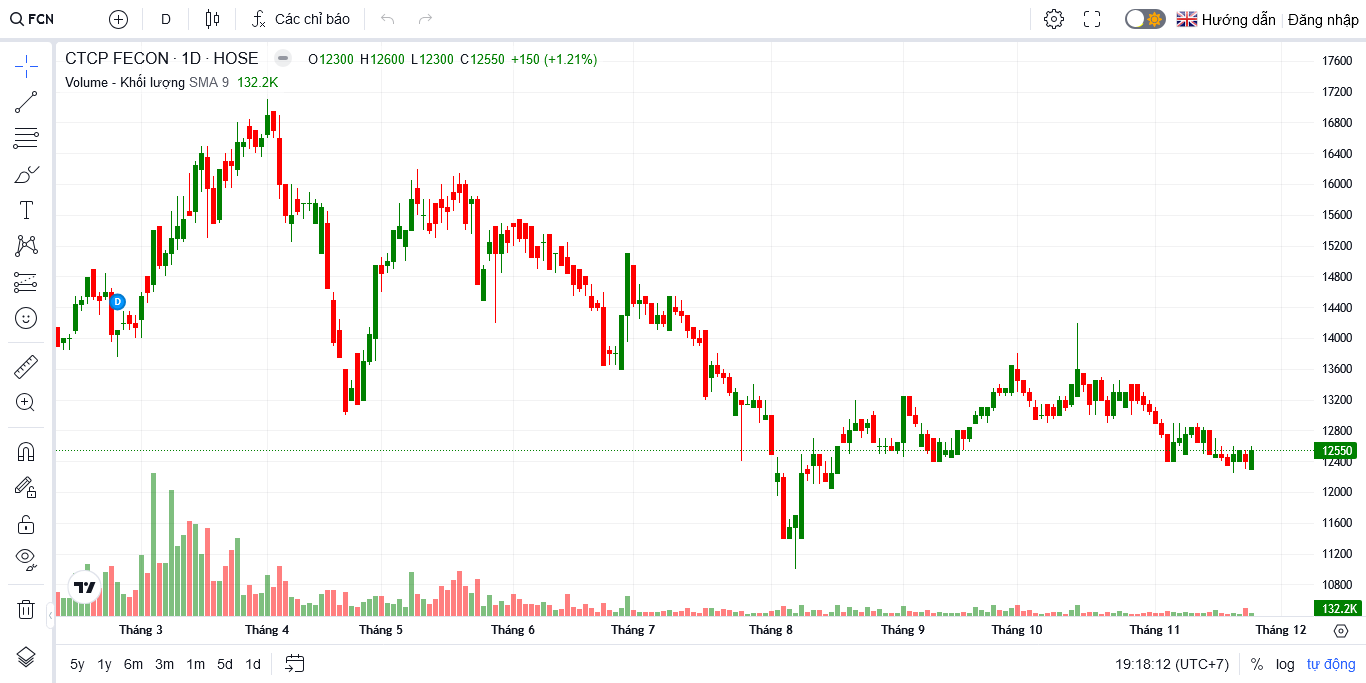 FCN
D
Các chỉ báo
Hướng dẫn
Đăng nhập
CTCP FECON · 1D · HOSE
O12300 H12600 L12300 C12550 +150 (+1.21%)
Volume - Khối lượng SMA 9 132.2K
17600
17200
16800
16400
16000
15600
15200
14800
14400
14000
13600
13200
12800
12550
12400
12000
11600
11200
10800
132.2K
D
Tháng 3
Tháng 4
Tháng 5
Tháng 6
Tháng 7
Tháng 8
Tháng 9
Tháng 10
Tháng 11
Tháng 12
5y 1y 6m 3m 1m 5d 1d
19:18:12 (UTC+7)
% log tự động